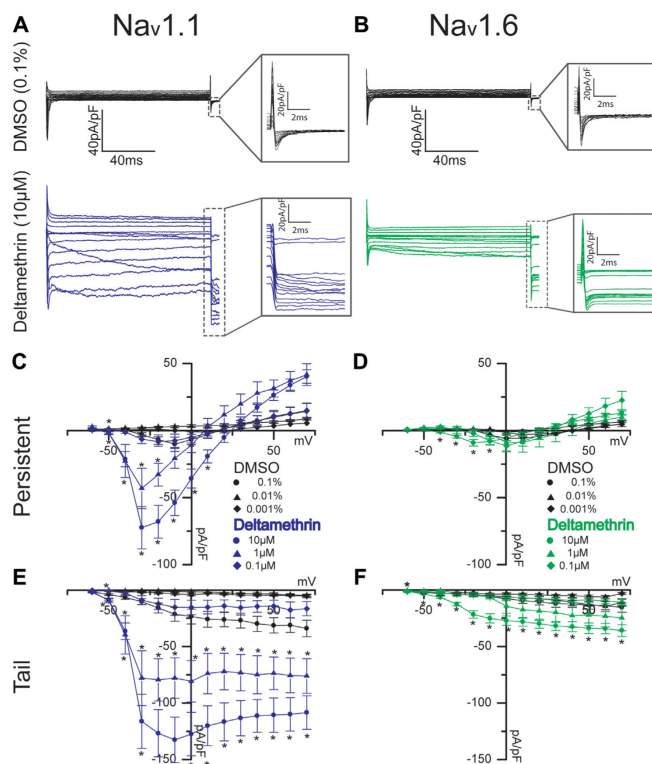 A
Nav1.1
B
Nav1.6
DMSO (0.1%)
40pA/pF
40ms
20pA/pF
2ms
40pA/pF
40ms
20pA/pF
2ms
Deltamethrin (10µM)
20pA/pF
2ms
20pA/pF
2ms
C
D
Persistent
50
-50
50
mV
-50
-100
pA/pF
DMSO
0.1%
0.01%
0.001%
Deltamethrin
10µM
1µM
0.1µM
50
-50
50
mV
-50
-100
pA/pF
DMSO
0.1%
0.01%
0.001%
Deltamethrin
10µM
1µM
0.1µM
E
F
Tail
-50
50
mV
-50
-100
-150
pA/pF
-50
50
mV
-50
-100
-150
pA/pF